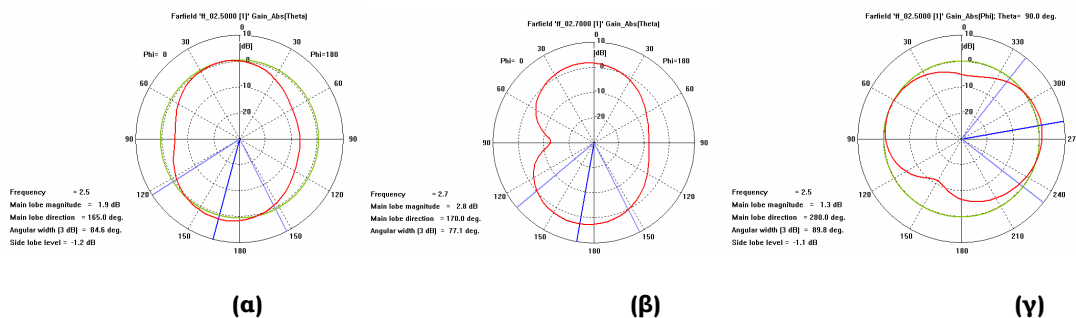 Farfield 'ff_02.5000 [1]' Gain_Abs(Theta)
0
10
[dB]
30
30
Phi= 0
Phi=180
0
60
60
-10
-20
90
90
120
120
150
150
180
Frequency = 2.5
Main lobe magnitude = 1.9 dB
Main lobe direction = 165.0 deg.
Angular width (3 dB) = 84.6 deg.
Side lobe level = -1.2 dB
(α)
Farfield 'ff_02.7000 [1]' Gain_Abs(Theta)
0
10
[dB]
30
30
Phi= 0
Phi=180
0
60
60
-10
-20
90
90
120
120
150
150
180
Frequency = 2.7
Main lobe magnitude = 2.8 dB
Main lobe direction = 170.0 deg.
Angular width (3 dB) = 77.1 deg.
(β)
Farfield 'ff_02.5000 [1]' Gain_Abs(Phi); Theta= 90.0 deg.
0
10
[dB]
30
330
0
60
300
-10
-20
90
27
120
240
150
210
180
Frequency = 2.5
Main lobe magnitude = 1.3 dB
Main lobe direction = 280.0 deg.
Angular width (3 dB) = 89.8 deg.
Side lobe level = -1.1 dB
(γ)